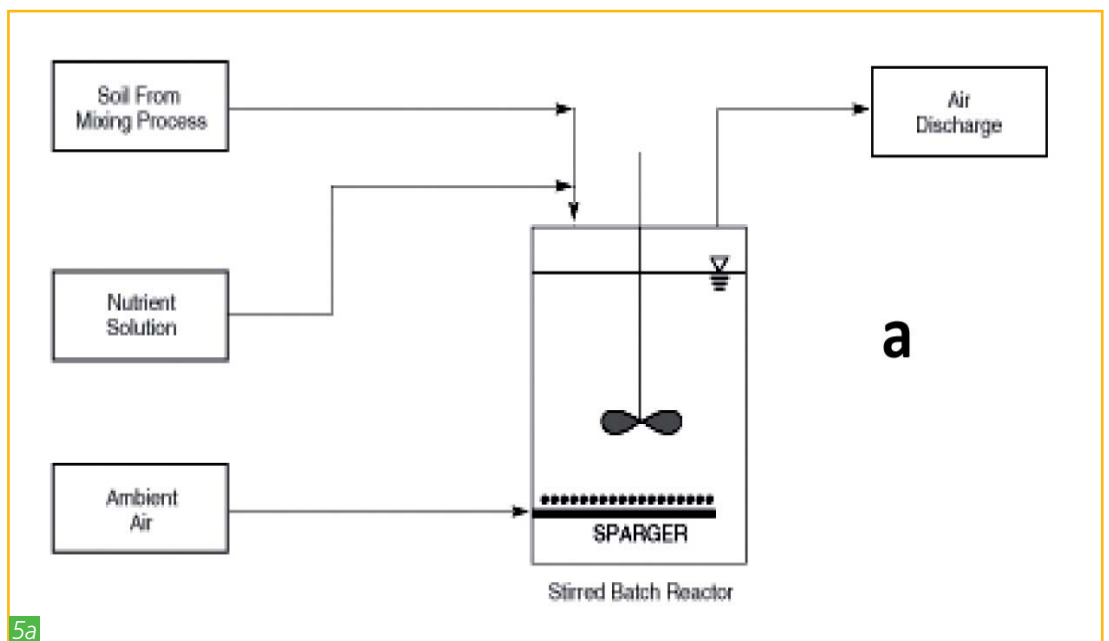 Soil From
Mixing Process
Air
Discharge
Nutrient
Solution
a
Ambient
Air
SPARGER
Stirred Batch Reactor
5a